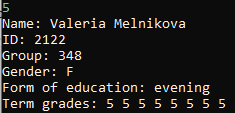 5
Name: Valeria Melnikova
ID: 2122
Group: 348
Gender: F
Form of education: evening
Term grades: 5 5 5 5 5 5 5 5